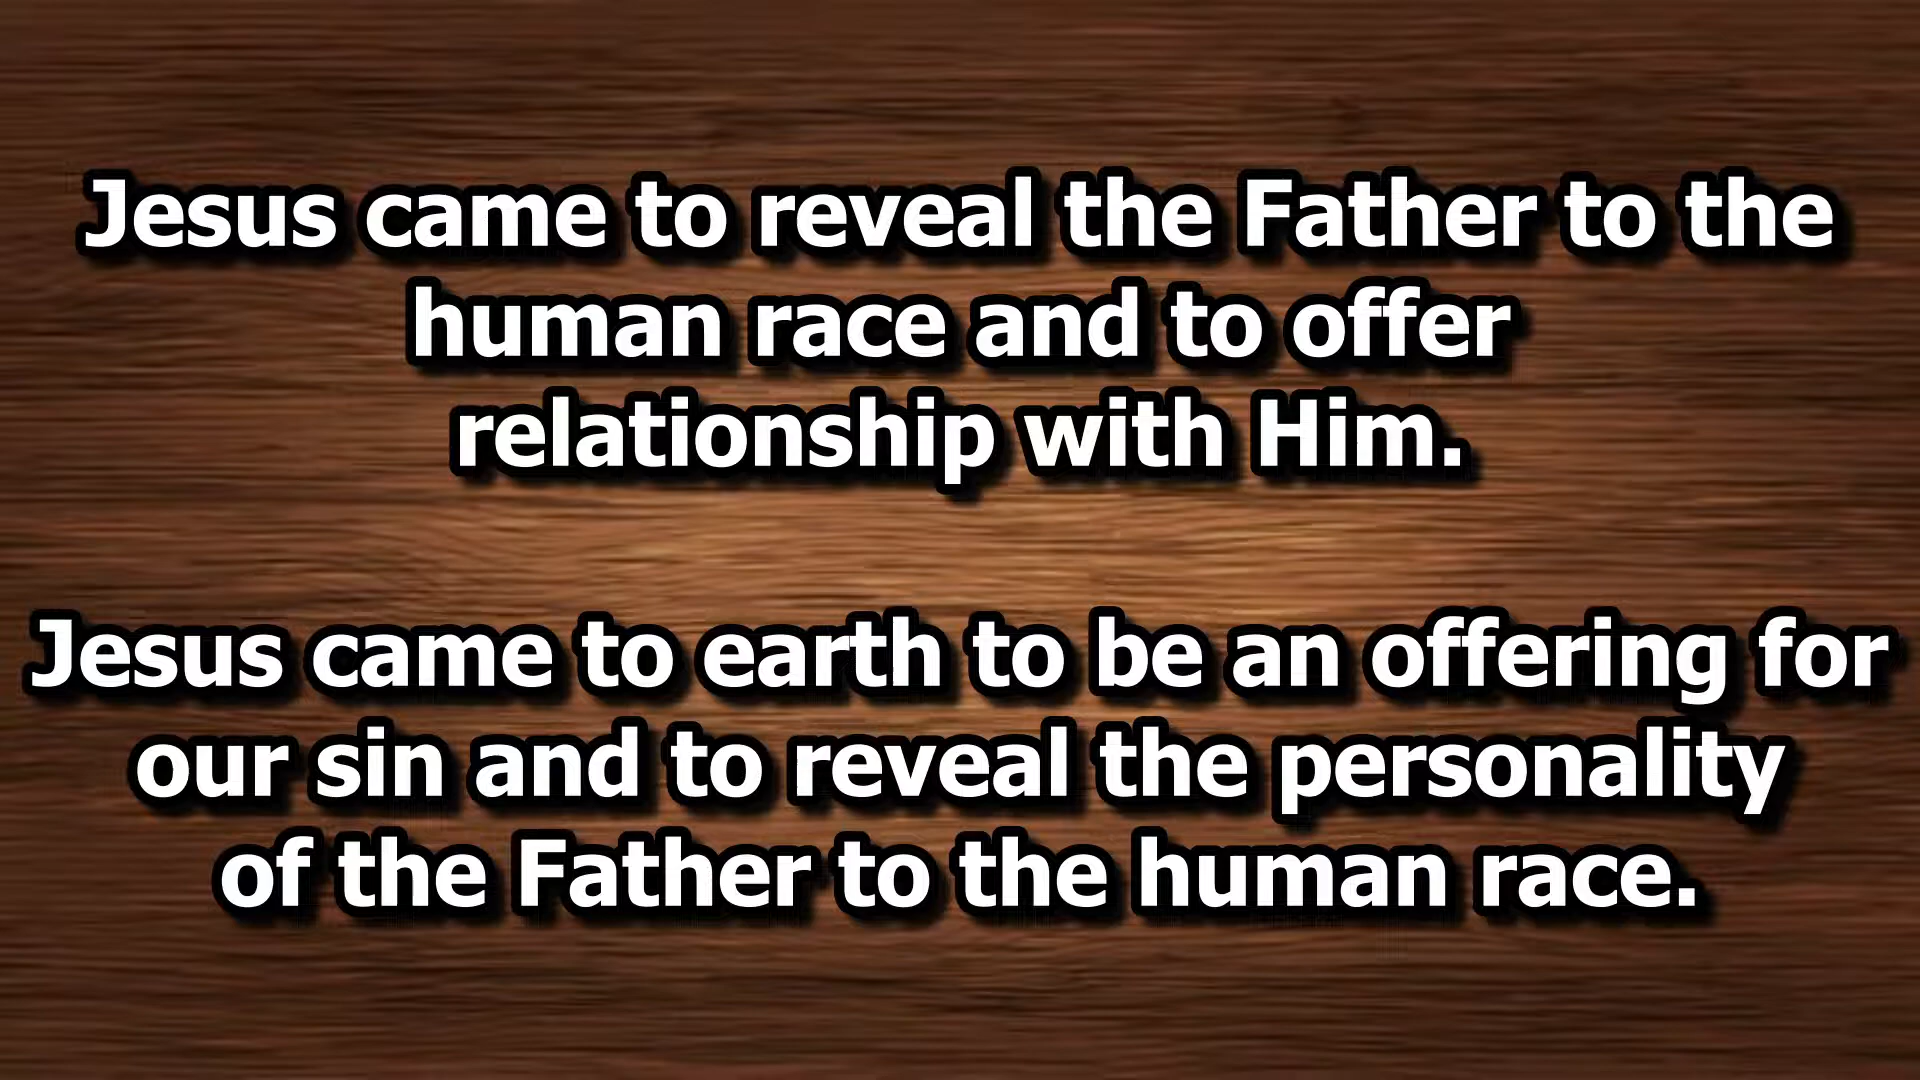 Jesus came to reveal the Father to the
human race and to offer
relationship with Him.
Jesus came to earth to be an offering for
our sin and to reveal the personality
of the Father to the human race.